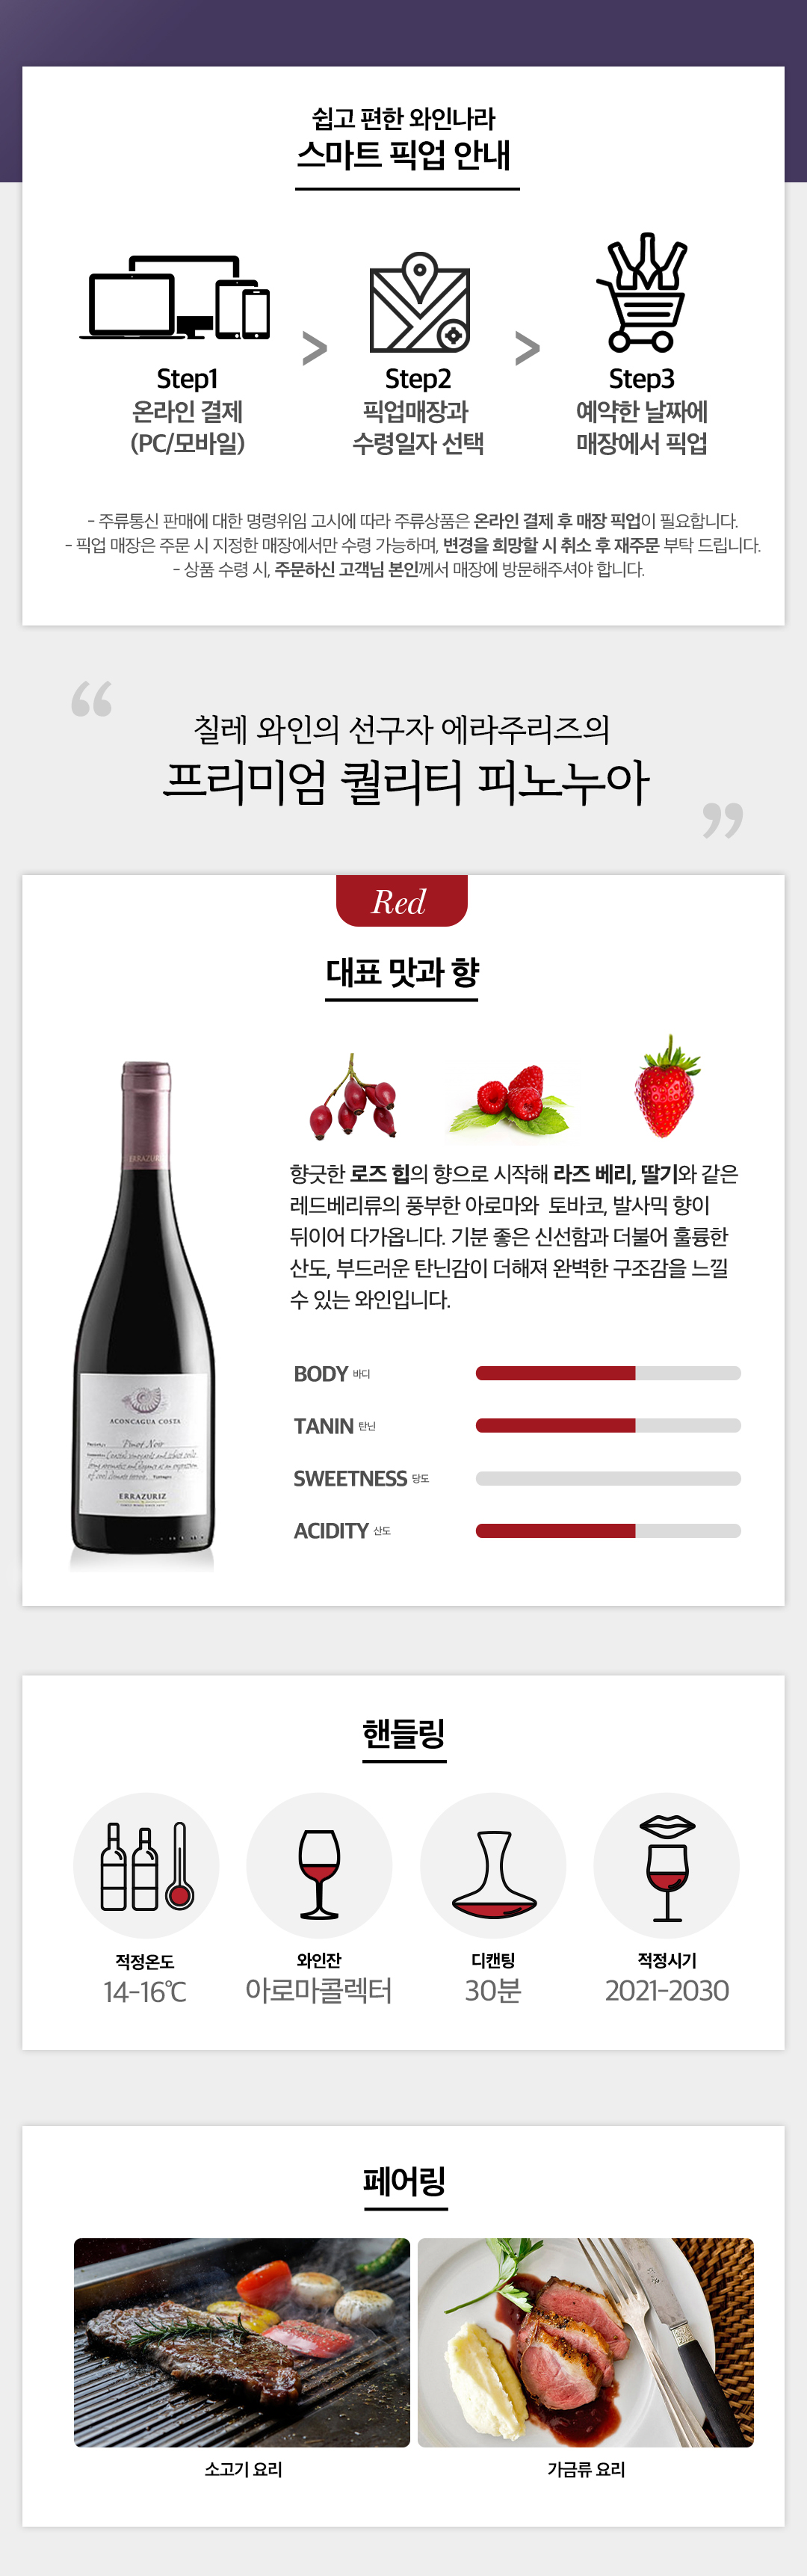 쉽고 편한 와인나라
스마트 픽업 안내
Step1
온라인 결제
(PC/모바일)
>
Step2
픽업매장과
수령일자 선택
>
Step3
예약한 날짜에
매장에서 픽업
- 주류통신 판매에 대한 명령위임 고시에 따라 주류상품은 온라인 결제 후 매장 픽업이 필요합니다.
- 픽업 매장은 주문 시 지정한 매장에서만 수령 가능하며, 변경을 희망할 시 취소 후 재주문 부탁 드립니다.
- 상품 수령 시, 주문하신 고객님 본인께서 매장에 방문해주셔야 합니다.
“
칠레 와인의 선구자 에라주리즈의
프리미엄 퀄리티 피노누아
”
Red
대표 맛과 향
향긋한 로즈 힙의 향으로 시작해 라즈 베리, 딸기와 같은
레드베리류의 풍부한 아로마와 토바코, 발사믹 향이
뒤이어 다가옵니다. 기분 좋은 신선함과 더불어 훌륭한
산도, 부드러운 탄닌감이 더해져 완벽한 구조감을 느낄
수 있는 와인입니다.
ERRAZURIZ
ACONCAGUA COSTA
Pinot Noir
Coastal vineyards and schist soils
bring aromatics and elegance as an expression
of cool climate terroir.
ERRAZURIZ
BODY 바디
TANIN 탄닌
SWEETNESS 당도
ACIDITY 산도
핸들링
적정온도
14-16℃
와인잔
아로마콜렉터
디캔팅
30분
적정시기
2021-2030
페어링
소고기 요리
가금류 요리